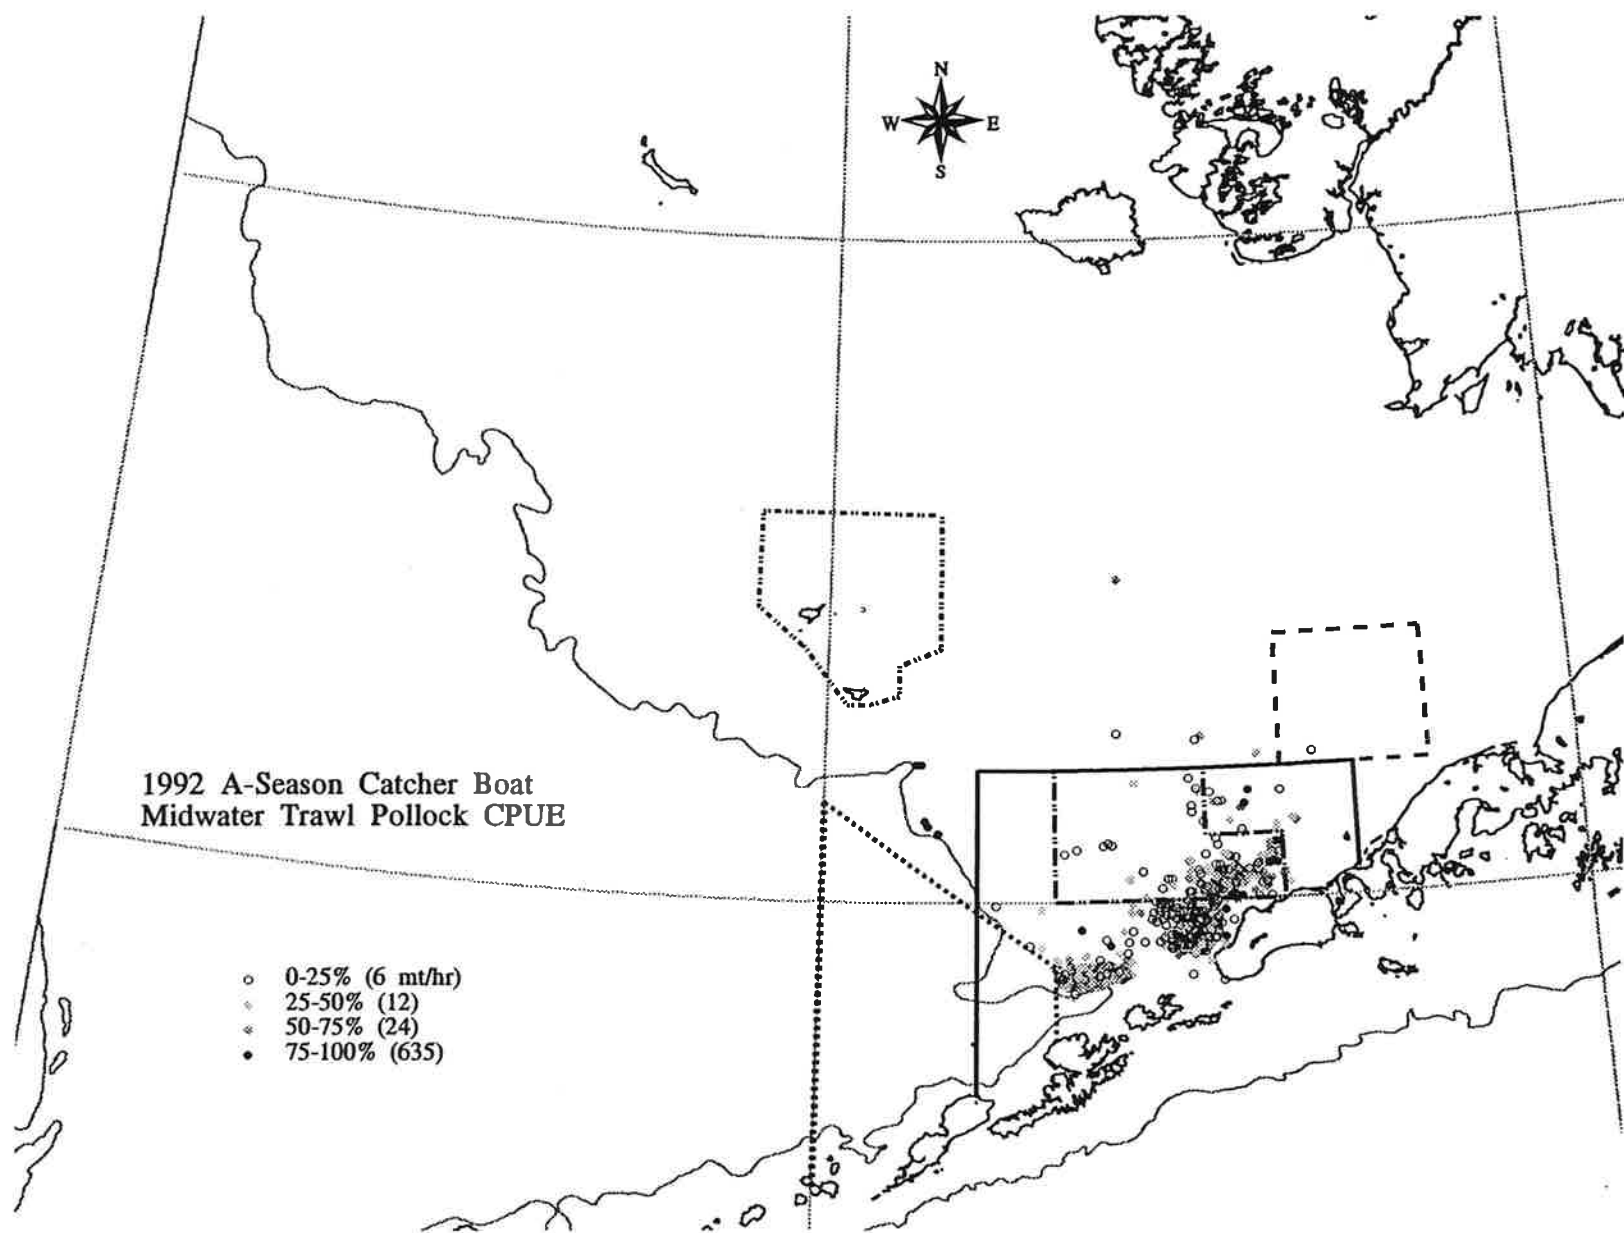 N
W E
S
1992 A-Season Catcher Boat
Midwater Trawl Pollock CPUE
0-25% (6 mt/hr)
25-50% (12)
50-75% (24)
75-100% (635)